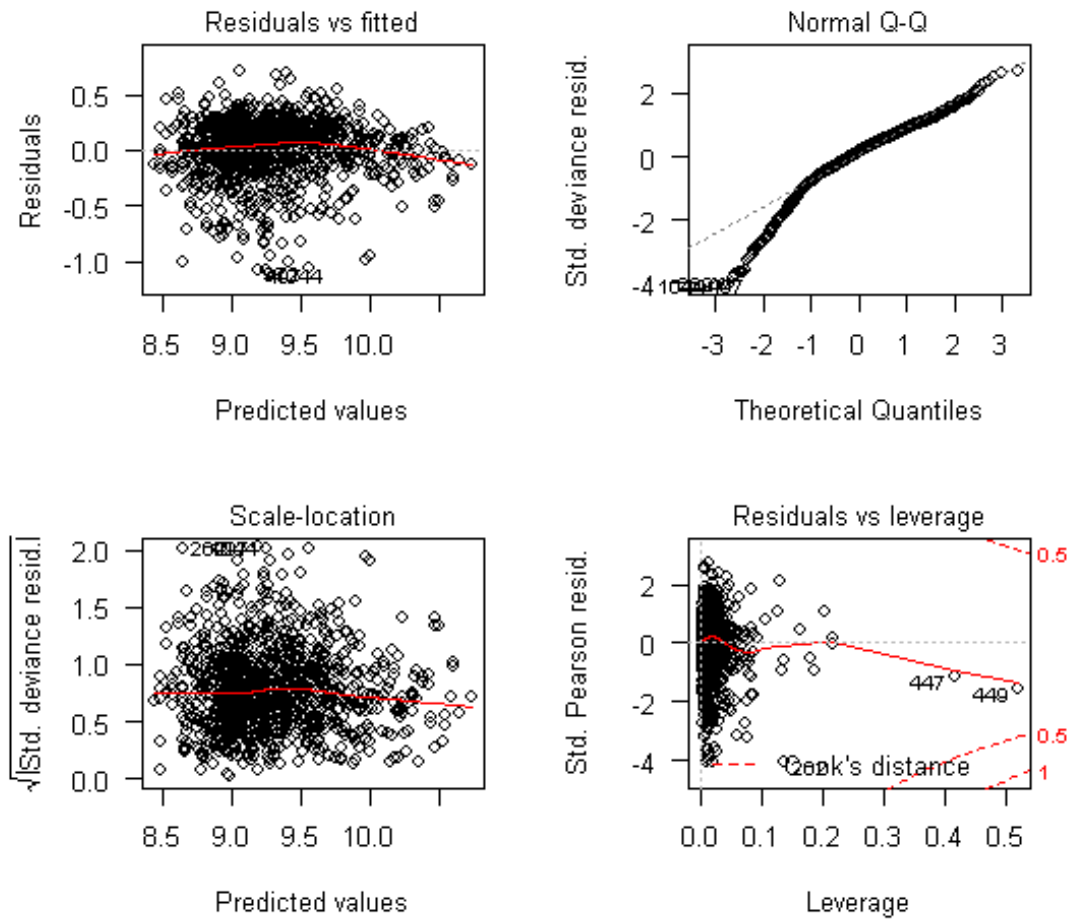 Residuals vs fitted
Residuals
0.5
0.0
-0.5
-1.0
8.5 9.0 9.5 10.0
Predicted values
Normal Q-Q
Std. deviance resid.
2
0
-2
-4
-3 -2 -1 0 1 2 3
Theoretical Quantiles
Scale-location
√|Std. deviance resid.|
2.0
1.5
1.0
0.5
0.0
8.5 9.0 9.5 10.0
Predicted values
Residuals vs leverage
Std. Pearson resid.
2
0
-2
-4
0.5
447
449
0.5
Cook's distance
1
0.0 0.1 0.2 0.3 0.4 0.5
Leverage